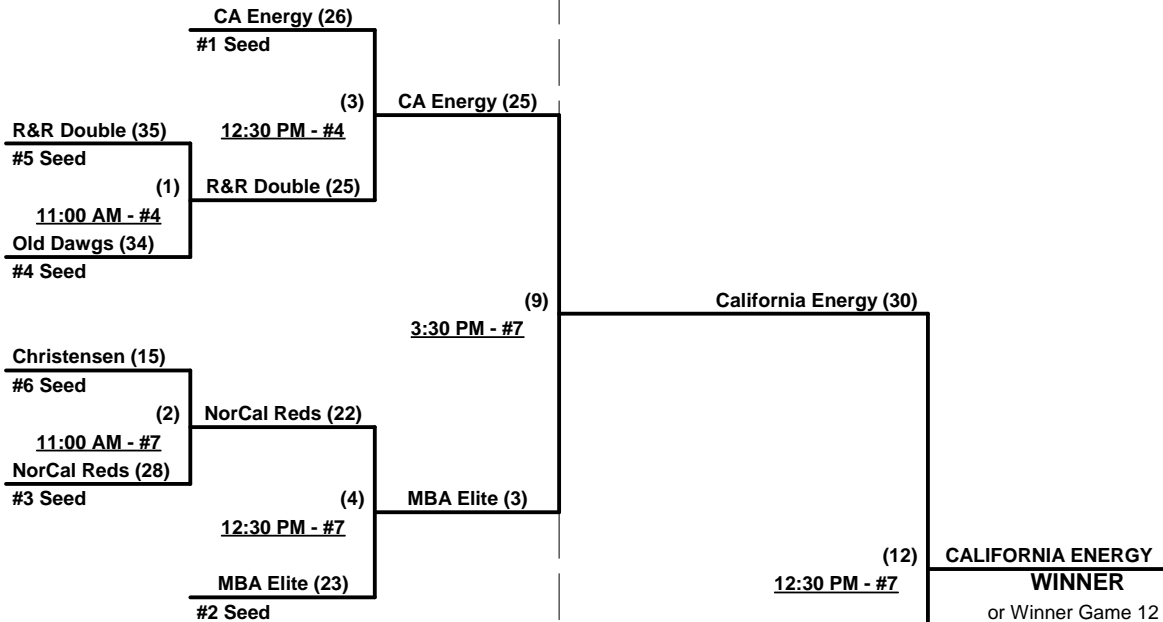 CA Energy (26)
#1 Seed
(3)
12:30 PM - #4
CA Energy (25)
R&R Double (35)
#5 Seed
(1)
11:00 AM - #4
R&R Double (25)
Old Dawgs (34)
#4 Seed
(9)
3:30 PM - #7
California Energy (30)
Christensen (15)
#6 Seed
(2)
11:00 AM - #7
NorCal Reds (22)
NorCal Reds (28)
#3 Seed
(4)
12:30 PM - #7
MBA Elite (3)
MBA Elite (23)
#2 Seed
(12)
12:30 PM - #7
CALIFORNIA ENERGY
WINNER
or Winner Game 12